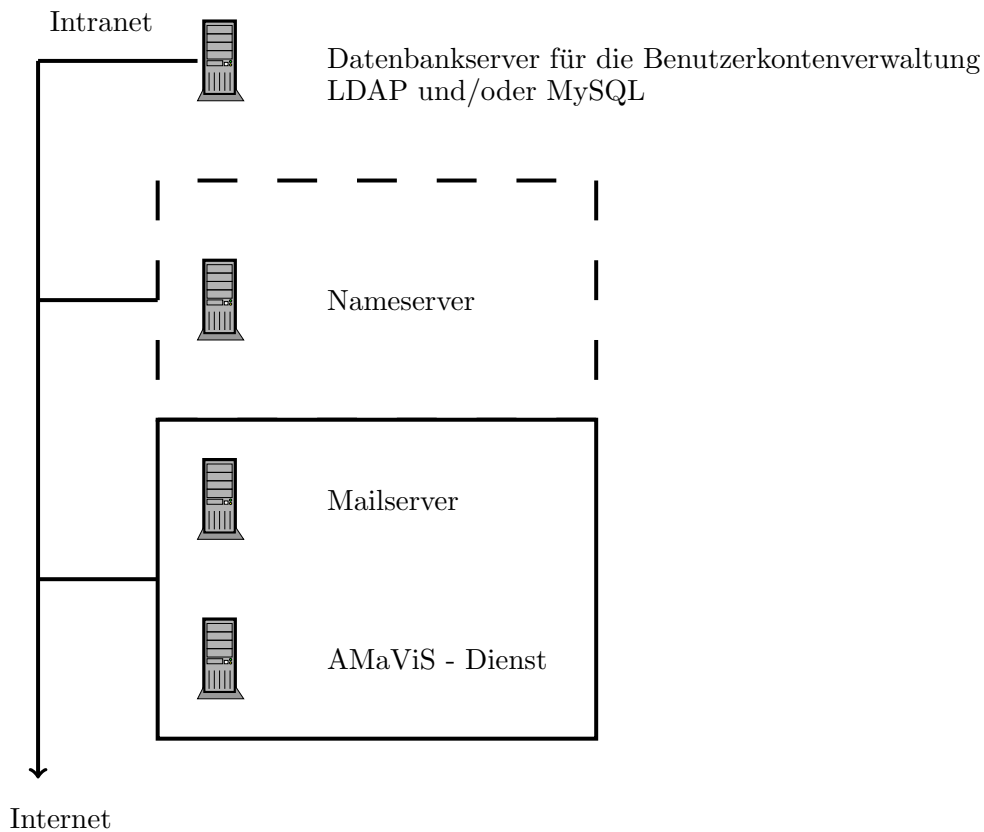 Intranet
Datenbankserver für die Benutzerkontenverwaltung
LDAP und/oder MySQL
Nameserver
Mailserver
AMaViS - Dienst
Internet